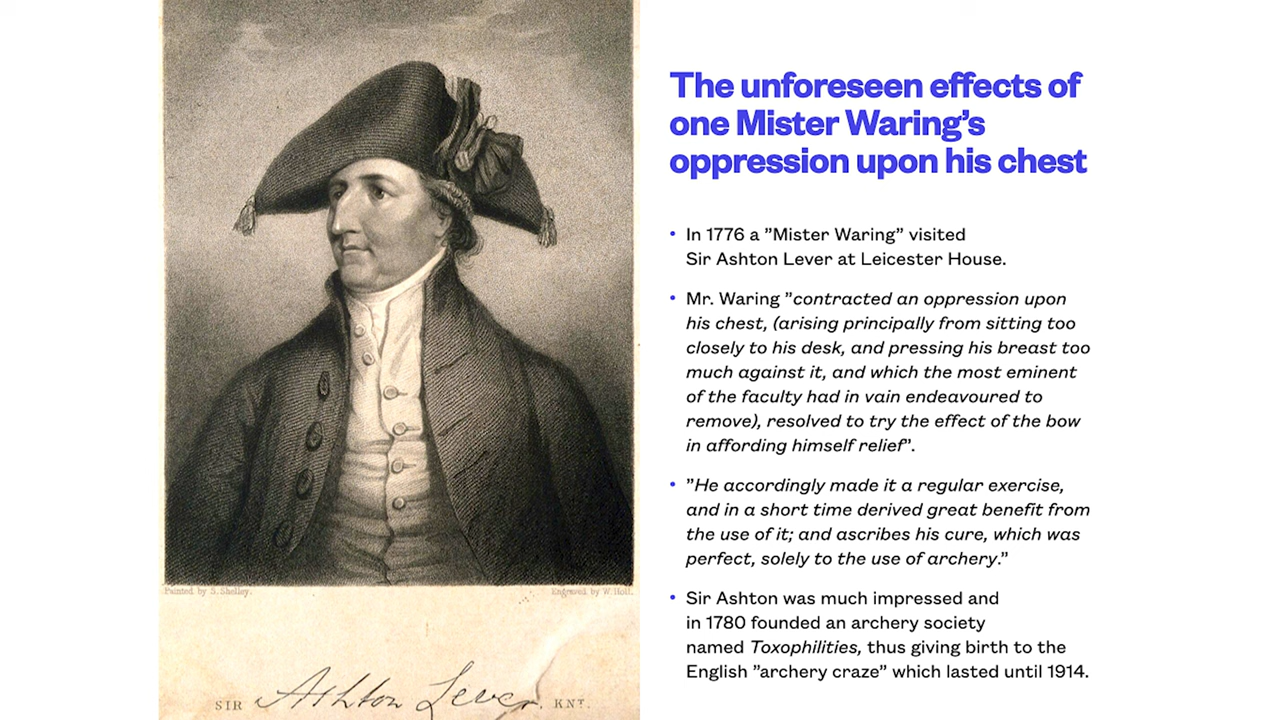 The unforeseen effects of
one Mister Waring’s
oppression upon his chest
• In 1776 a ”Mister Waring” visited
Sir Ashton Lever at Leicester House.
• Mr. Waring ”contracted an oppression upon
his chest, (arising principally from sitting too
closely to his desk, and pressing his breast too
much against it, and which the most eminent
of the faculty had in vain endeavoured to
remove), resolved to try the effect of the bow
in affording himself relief”.
• ”He accordingly made it a regular exercise,
and in a short time derived great benefit from
the use of it; and ascribes his cure, which was
perfect, solely to the use of archery.”
• Sir Ashton was much impressed and
in 1780 founded an archery society
named Toxophilities, thus giving birth to the
English ”archery craze” which lasted until 1914.
Painted by S. Shelley.
Engraved by W. Holl.
SIR Ashton Lever. KNT.